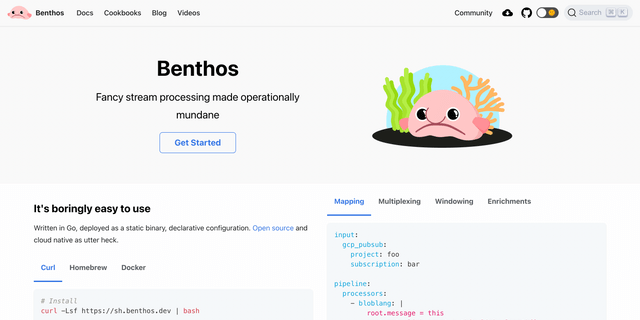 Benthos Docs Cookbooks Blog Videos Community Search ⌘ K
Benthos
Fancy stream processing made operationally
mundane
Get Started
It's boringly easy to use
Written in Go, deployed as a static binary, declarative configuration. Open source and
cloud native as utter heck.
Curl Homebrew Docker
# Install
curl -Lsf https://sh.benthos.dev | bash
Mapping Multiplexing Windowing Enrichments
input:
  gcp_pubsub:
    project: foo
    subscription: bar
pipeline:
  processors:
    - bloblang: |
        root.message = this